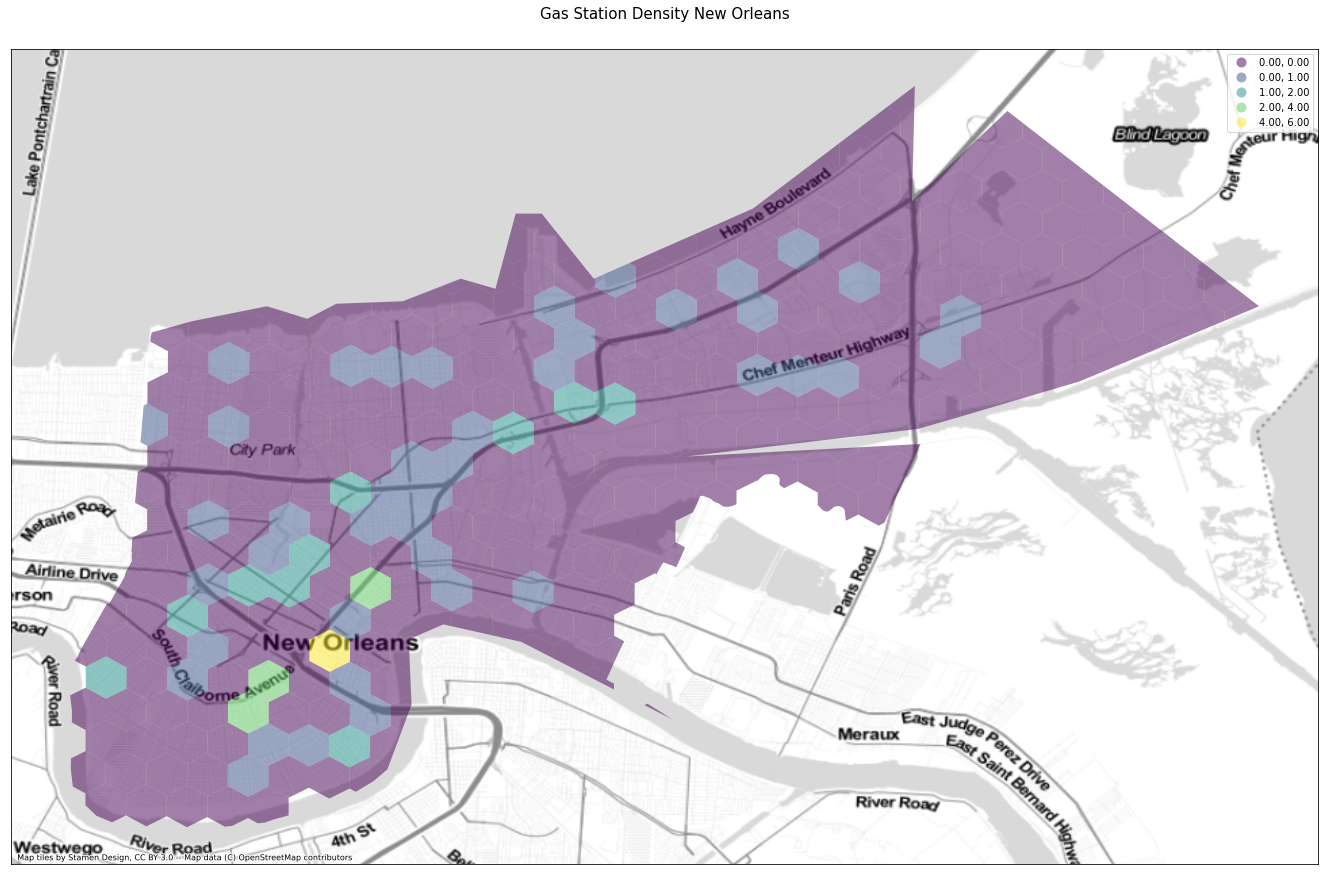 Gas Station Density New Orleans
0.00, 0.00
0.00, 1.00
1.00, 2.00
2.00, 4.00
4.00, 6.00
Lake Pontchartrain Ca
Blind Lagoon
Chef Menteur High
Hayne Boulevard
Chef Menteur Highway
City Park
Metairie Road
Airline Drive
erson
Road
River Road
South Claiborne Avenue
New Orleans
Paris Road
East Judge Perez Drive
Meraux
East Saint Bernard Highwa
River Road
4th St
River Road
Westwego
Bel
Map tiles by Stamen Design, CC BY 3.0 -- Map data (C) OpenStreetMap contributors